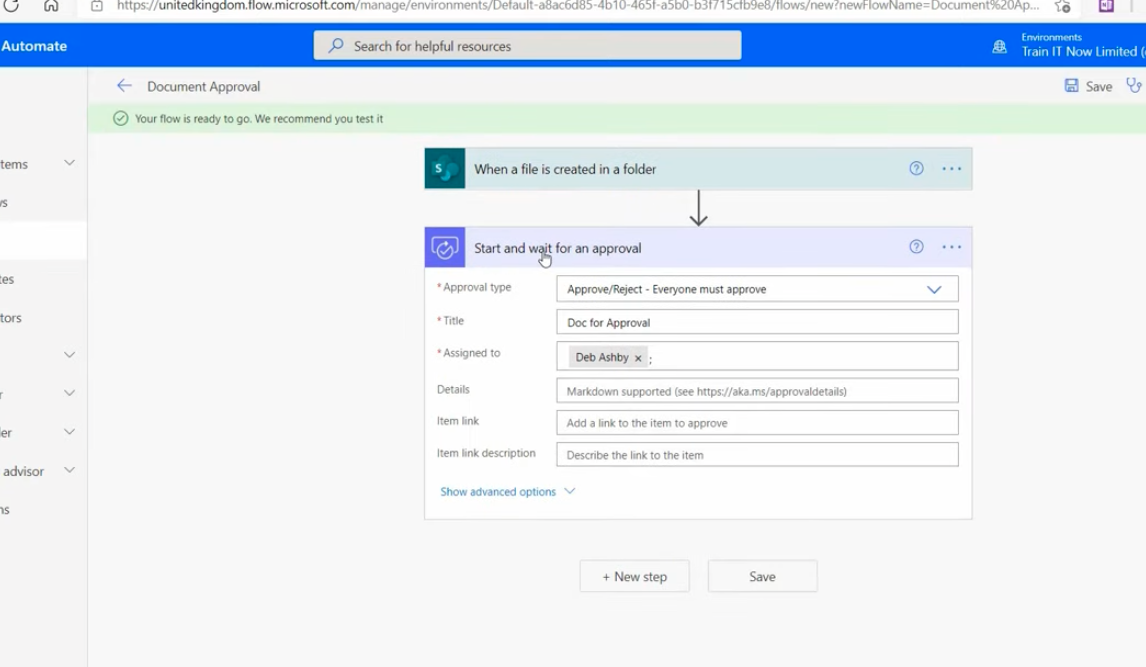 https://unitedkingdom.flow.microsoft.com/manage/environments/Default-a8ac6d85-4b10-465f-a5b0-b3f715cfb9e8/flows/new?newFlowName=Document%20Ap...
Automate
Search for helpful resources
Environments
Train IT Now Limited (
Document Approval
Save
Your flow is ready to go. We recommend you test it
tems
advisor
S
When a file is created in a folder
Start and wait for an approval
* Approval type
Approve/Reject - Everyone must approve
* Title
Doc for Approval
* Assigned to
Deb Ashby × ;
Details
Markdown supported (see https://aka.ms/approvaldetails)
Item link
Add a link to the item to approve
Item link description
Describe the link to the item
Show advanced options
+ New step
Save